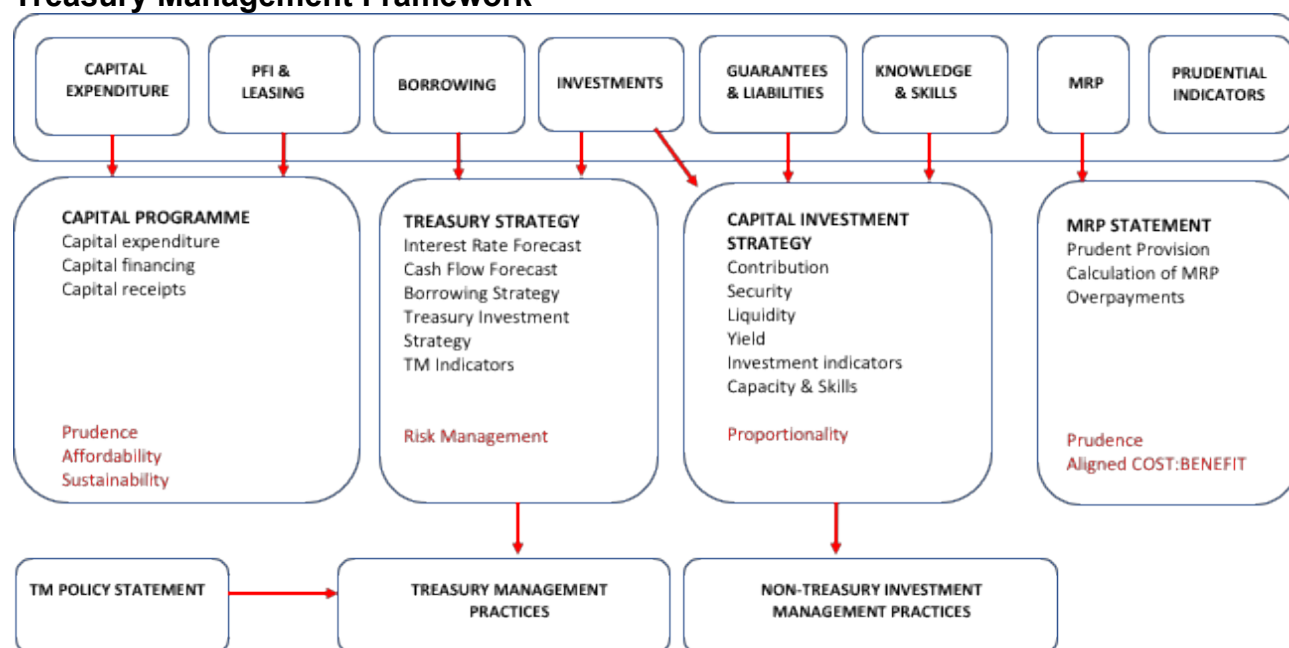 Treasury Management Framework
CAPITAL
EXPENDITURE
PFI &
LEASING
BORROWING
INVESTMENTS
GUARANTEES
& LIABILITIES
KNOWLEDGE
& SKILLS
MRP
PRUDENTIAL
INDICATORS
CAPITAL PROGRAMME
Capital expenditure
Capital financing
Capital receipts
Prudence
Affordability
Sustainability
TREASURY STRATEGY
Interest Rate Forecast
Cash Flow Forecast
Borrowing Strategy
Treasury Investment
Strategy
TM Indicators
Risk Management
CAPITAL INVESTMENT
STRATEGY
Contribution
Security
Liquidity
Yield
Investment indicators
Capacity & Skills
Proportionality
MRP STATEMENT
Prudent Provision
Calculation of MRP
Overpayments
Prudence
Aligned COST:BENEFIT
TM POLICY STATEMENT
TREASURY MANAGEMENT
PRACTICES
NON-TREASURY INVESTMENT
MANAGEMENT PRACTICES